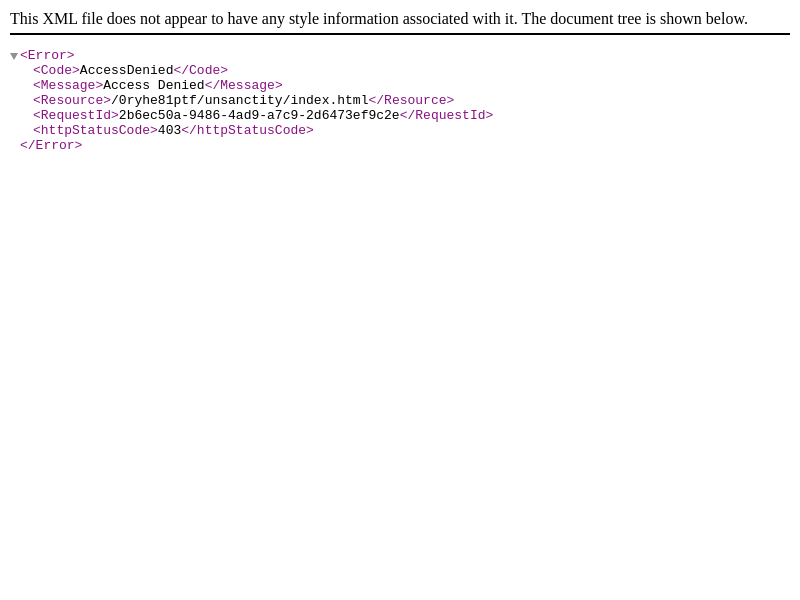 This XML file does not appear to have any style information associated with it. The document tree is shown below.
<Error>
<Code>AccessDenied</Code>
<Message>Access Denied</Message>
<Resource>/0ryhe81ptf/unsanctity/index.html</Resource>
<RequestId>2b6ec50a-9486-4ad9-a7c9-2d6473ef9c2e</RequestId>
<httpStatusCode>403</httpStatusCode>
</Error>